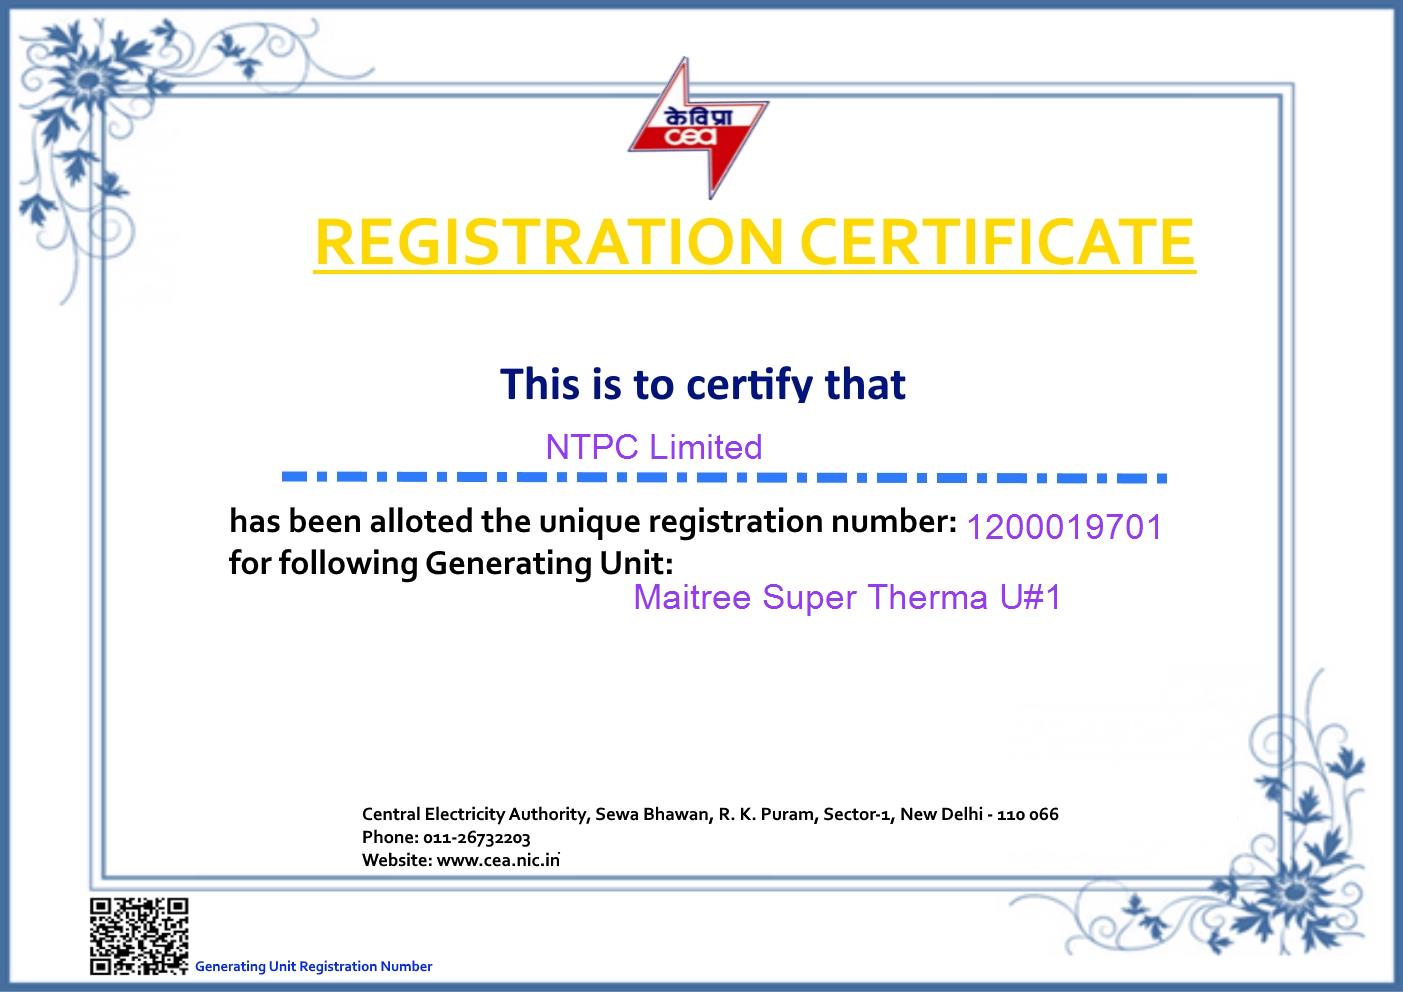 केविप्रा
cea
REGISTRATION CERTIFICATE
This is to certify that
NTPC Limited
has been alloted the unique registration number: 1200019701
for following Generating Unit:
Maitree Super Therma U#1
Central Electricity Authority, Sewa Bhawan, R. K. Puram, Sector-1, New Delhi - 110 066
Phone: 011-26732203
Website: www.cea.nic.in
Generating Unit Registration Number